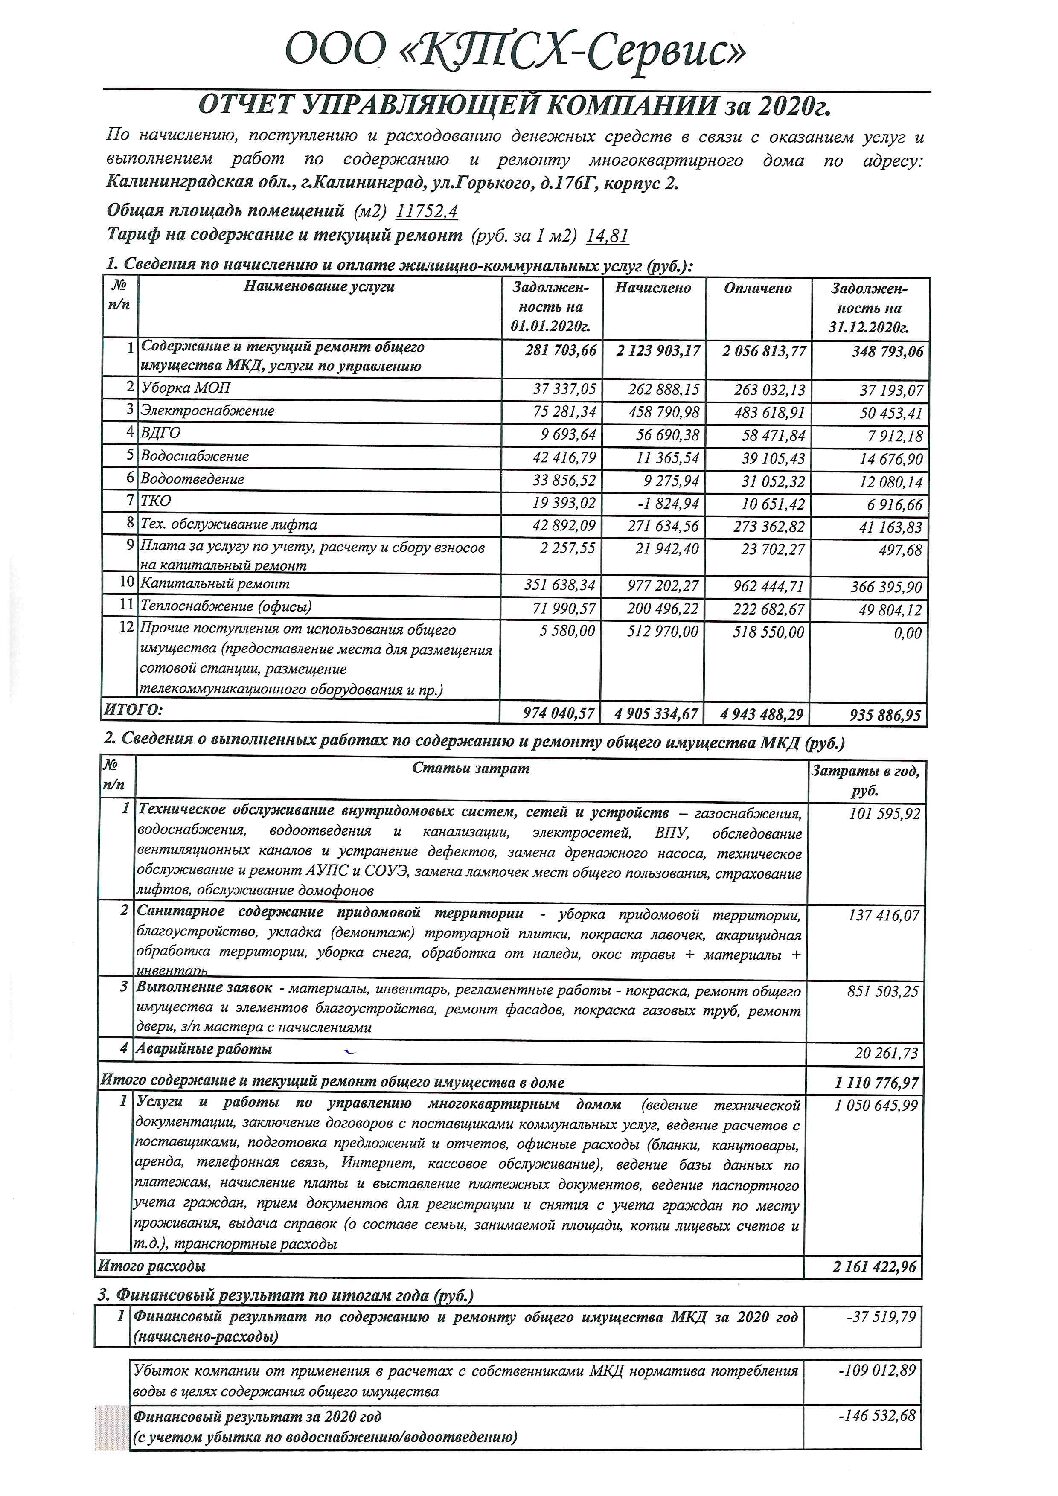 ООО «КТСХ-Сервис»
ОТЧЕТ УПРАВЛЯЮЩЕЙ КОМПАНИИ за 2020г.
По начислению, поступлению и расходованию денежных средств в связи с оказанием услуг и
выполнением работ по содержанию и ремонту многоквартирного дома по адресу:
Калининградская обл., г.Калининград, ул.Горького, д.176Г, корпус 2.
Общая площадь помещений (м2) 11752,4
Тариф на содержание и текущий ремонт (руб. за 1 м2) 14,81
1. Сведения по начислению и оплате жилищно-коммунальных услуг (руб.):
№ Наименование услуги Задолжен- Начислено Оплачено Задолжен-
п/п ность на ность на
01.01.2020г. 31.12.2020г.
1 Содержание и текущий ремонт общего 281 703,66 2 123 903,17 2 056 813,77 348 793,06
имущества МКД, услуги по управлению
2 Уборка МОП 37 337,05 262 888,15 263 032,13 37 193,07
3 Электроснабжение 75 281,34 458 790,98 483 618,91 50 453,41
4 ВДГО 9 693,64 56 690,38 58 471,84 7 912,18
5 Водоснабжение 42 416,79 11 365,54 39 105,43 14 676,90
6 Водоотведение 33 856,52 9 275,94 31 052,32 12 080,14
7 ТКО 19 393,02 -1 824,94 10 651,42 6 916,66
8 Тех. обслуживание лифта 42 892,09 271 634,56 273 362,82 41 163,83
9 Плата за услугу по учету, расчету и сбору взносов 2 257,55 21 942,40 23 702,27 497,68
на капитальный ремонт
10 Капитальный ремонт 351 638,34 977 202,27 962 444,71 366 395,90
11 Теплоснабжение (офисы) 71 990,57 200 496,22 222 682,67 49 804,12
12 Прочие поступления от использования общего 5 580,00 512 970,00 518 550,00 0,00
имущества (предоставление места для размещения
сотовой станции, размещение
телекоммуникационного оборудования и пр.)
ИТОГО: 974 040,57 4 905 334,67 4 943 488,29 935 886,95
2. Сведения о выполненных работах по содержанию и ремонту общего имущества МКД (руб.)
№ Статьи затрат Затраты в год,
п/п руб.
1 Техническое обслуживание внутридомовых систем, сетей и устройств – газоснабжения, 101 595,92
водоснабжения, водоотведения и канализации, электросетей, ВПУ, обследование
вентиляционных каналов и устранение дефектов, замена дренажного насоса, техническое
обслуживание и ремонт АУПС и СОУЭ, замена лампочек мест общего пользования, страхование
лифтов, обслуживание домофонов
2 Санитарное содержание придомовой территории - уборка придомовой территории, 137 416,07
благоустройство, укладка (демонтаж) тротуарной плитки, покраска лавочек, акарицидная
обработка территории, уборка снега, обработка от наледи, окос травы + материалы +
инвентарь
3 Выполнение заявок - материалы, инвентарь, регламентные работы - покраска, ремонт общего 851 503,25
имущества и элементов благоустройства, ремонт фасадов, покраска газовых труб, ремонт
двери, з/п мастера с начислениями
4 Аварийные работы 20 261,73
Итого содержание и текущий ремонт общего имущества в доме 1 110 776,97
1 Услуги и работы по управлению многоквартирным домом (ведение технической 1 050 645,99
документации, заключение договоров с поставщиками коммунальных услуг, ведение расчетов с
поставщиками, подготовка предложений и отчетов, офисные расходы (бланки, канцтовары,
аренда, телефонная связь, Интернет, кассовое обслуживание), ведение базы данных по
платежам, начисление платы и выставление платежных документов, ведение паспортного
учета граждан, прием документов для регистрации и снятия с учета граждан по месту
проживания, выдача справок (о составе семьи, занимаемой площади, копии лицевых счетов и
т.д.), транспортные расходы
Итого расходы 2 161 422,96
3. Финансовый результат по итогам года (руб.)
1 Финансовый результат по содержанию и ремонту общего имущества МКД за 2020 год -37 519,79
(начислено-расходы)
Убыток компании от применения в расчетах с собственниками МКД норматива потребления -109 012,89
воды в целях содержания общего имущества
Финансовый результат за 2020 год -146 532,68
(с учетом убытка по водоснабжению/водоотведению)